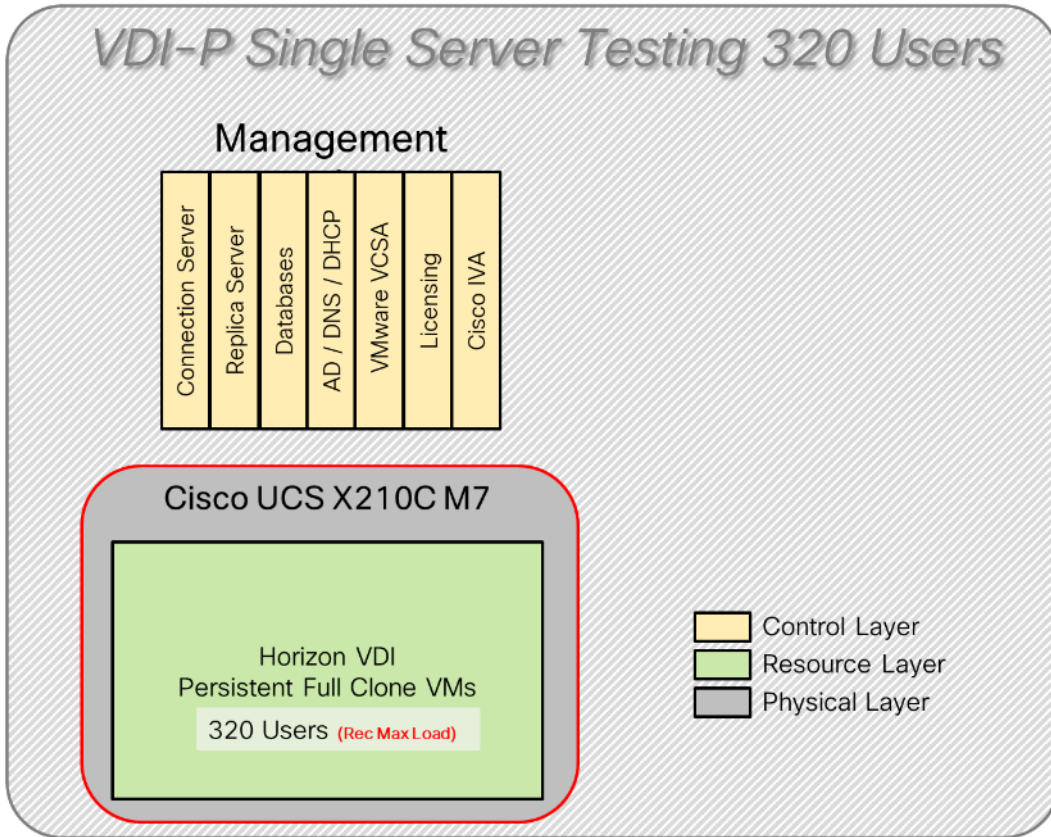 VDI-P Single Server Testing 320 Users
Management
Connection Server
Replica Server
Databases
AD / DNS / DHCP
VMware VCSA
Licensing
Cisco IVA
Cisco UCS X210C M7
Horizon VDI
Persistent Full Clone VMs
320 Users (Rec Max Load)
Control Layer
Resource Layer
Physical Layer